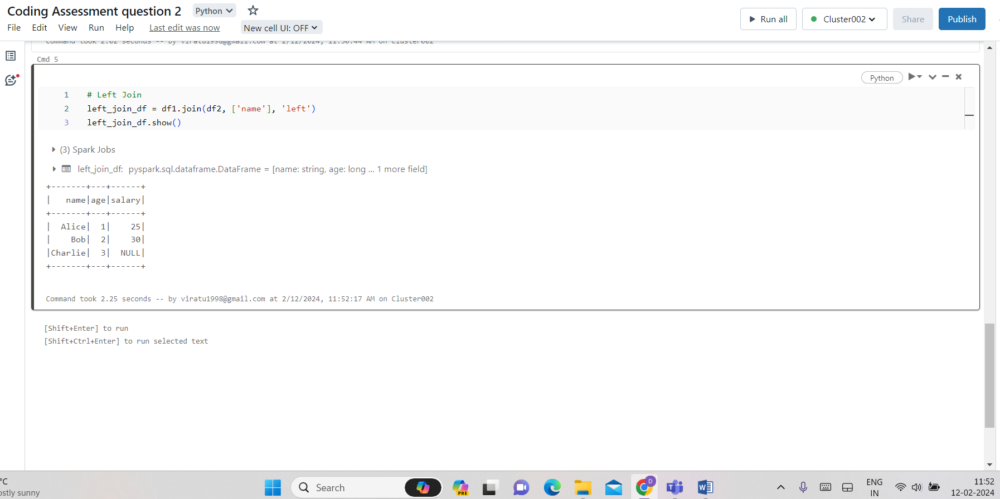 Coding Assessment question 2 Python
File Edit View Run Help Last edit was now New cell UI: OFF
Run all Cluster002 Share Publish
Command took 2.02 seconds -- by viratu1998@gmail.com at 2/12/2024, 11:50:44 AM on Cluster002
Cmd 5
Python
1 # Left Join
2 left_join_df = df1.join(df2, ['name'], 'left')
3 left_join_df.show()
(3) Spark Jobs
left_join_df: pyspark.sql.dataframe.DataFrame = [name: string, age: long ... 1 more field]
+-------+---+------+
|   name|age|salary|
+-------+---+------+
|  Alice|  1|    25|
|    Bob|  2|    30|
|Charlie|  3|  NULL|
+-------+---+------+
Command took 2.25 seconds -- by viratu1998@gmail.com at 2/12/2024, 11:52:17 AM on Cluster002
[Shift+Enter] to run
[Shift+Ctrl+Enter] to run selected text
°C
ostly sunny
Search
PRE
D
ENG
IN
11:52
12-02-2024